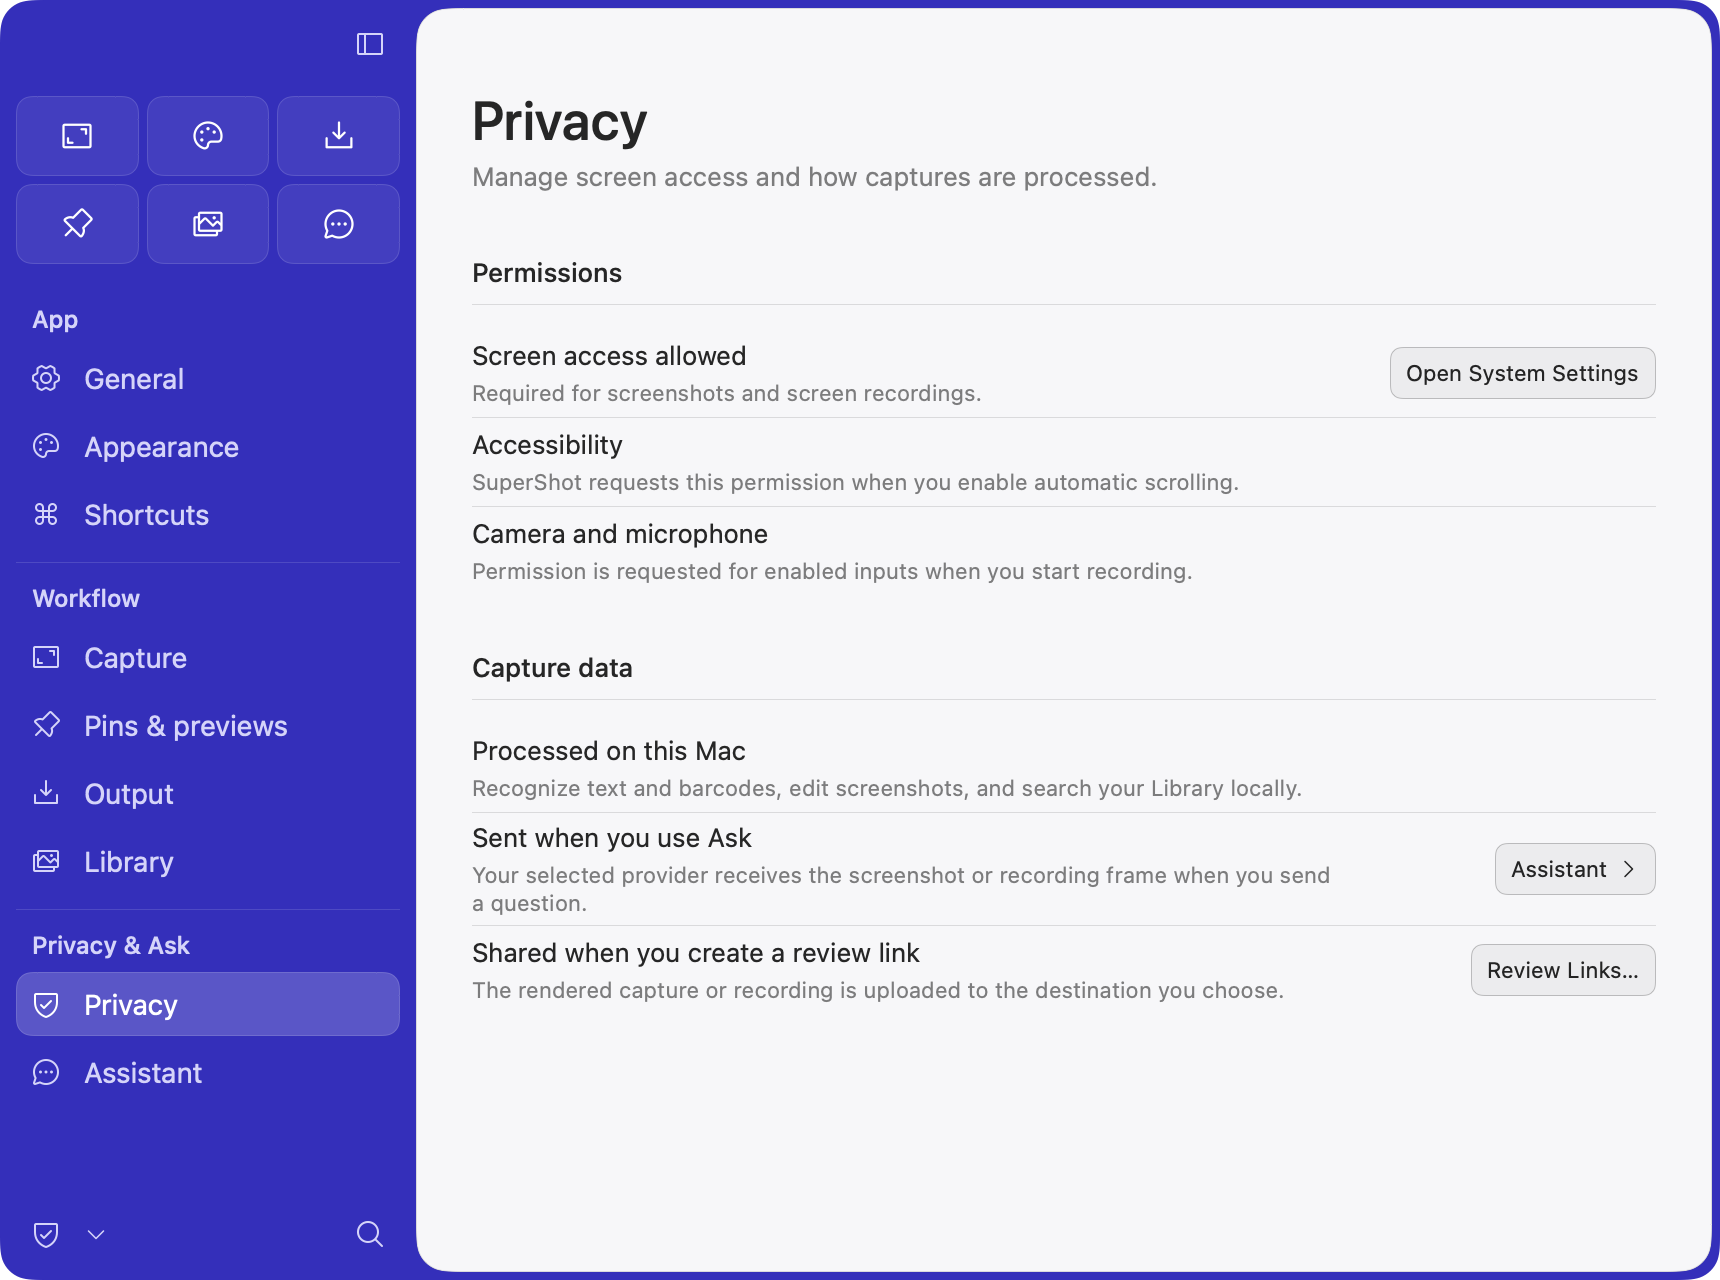 App
General
Appearance
Shortcuts
Workflow
Capture
Pins & previews
Output
Library
Privacy & Ask
Privacy
Assistant
Privacy
Manage screen access and how captures are processed.
Permissions
Screen access allowed
Required for screenshots and screen recordings.
Open System Settings
Accessibility
SuperShot requests this permission when you enable automatic scrolling.
Camera and microphone
Permission is requested for enabled inputs when you start recording.
Capture data
Processed on this Mac
Recognize text and barcodes, edit screenshots, and search your Library locally.
Sent when you use Ask
Your selected provider receives the screenshot or recording frame when you send
a question.
Assistant
Shared when you create a review link
The rendered capture or recording is uploaded to the destination you choose.
Review Links...